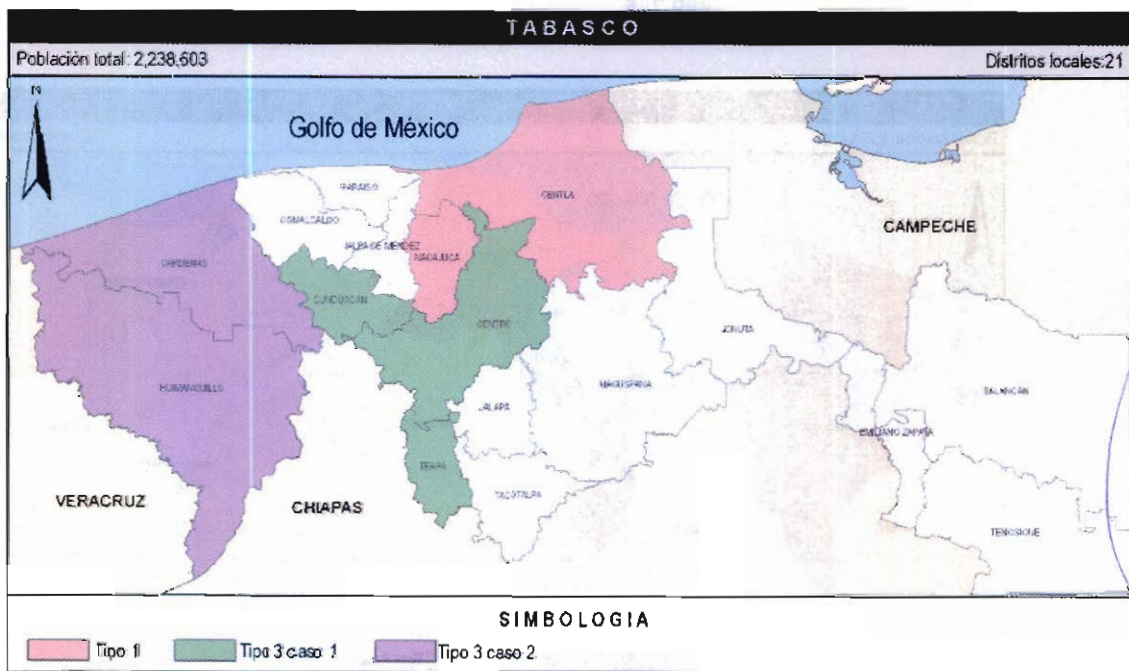 TABASCO
Población total: 2,238,603
Distritos locales:21
N
Golfo de México
PARAISO
COMALCALCO
JALPA DE MENDEZ
NACAJUCA
CENTLA
CAMPECHE
CARDENAS
CUNDUACAN
CENTRO
JONUTA
HUIMANGUILLO
JALAPA
MACUSPANA
BALANCAN
EMILIANO ZAPATA
TEAPA
VERACRUZ
CHIAPAS
TACOTALPA
TENOSIQUE
SIMBOLOGIA
Tipo 1
Tipo 3 caso 1
Tipo 3 caso 2